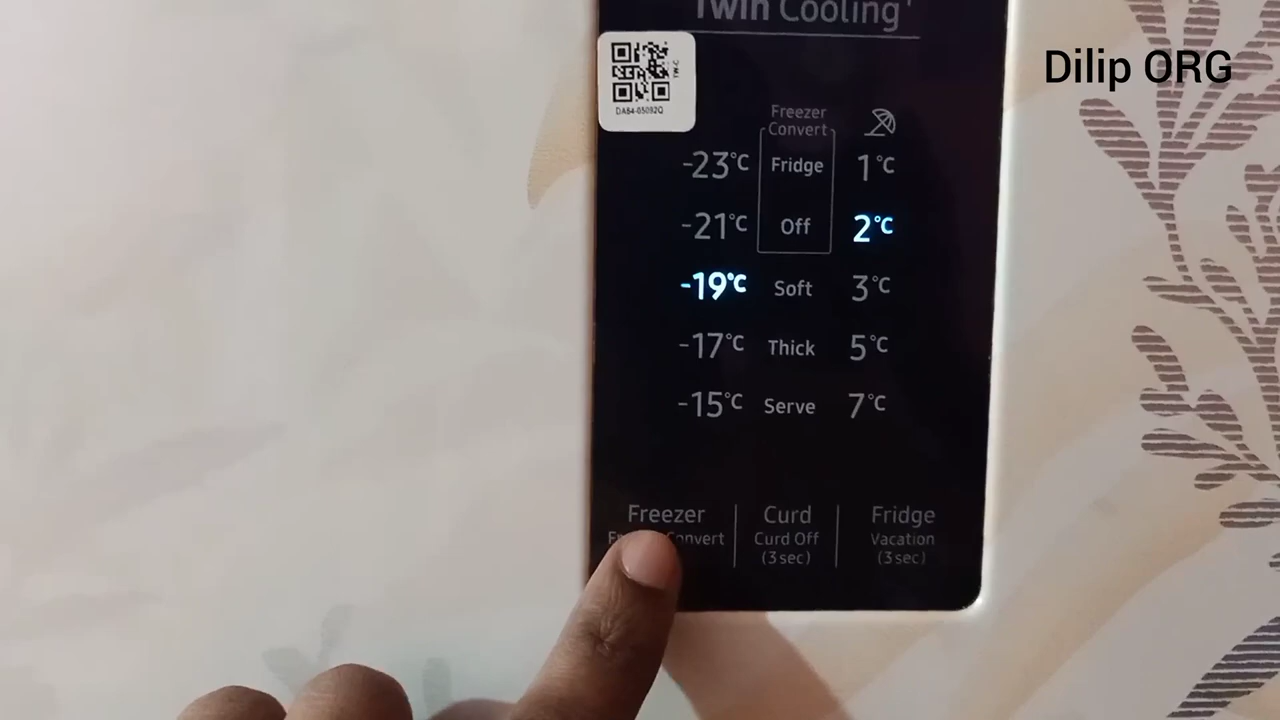 Twin Cooling
Dilip ORG
DA64-05092Q
Freezer
Convert
-23°C Fridge 1°C
-21°C Off 2°C
-19°C Soft 3°C
-17°C Thick 5°C
-15°C Serve 7°C
Freezer Curd Fridge
Convert Curd Off Vacation
(3 sec) (3 sec)